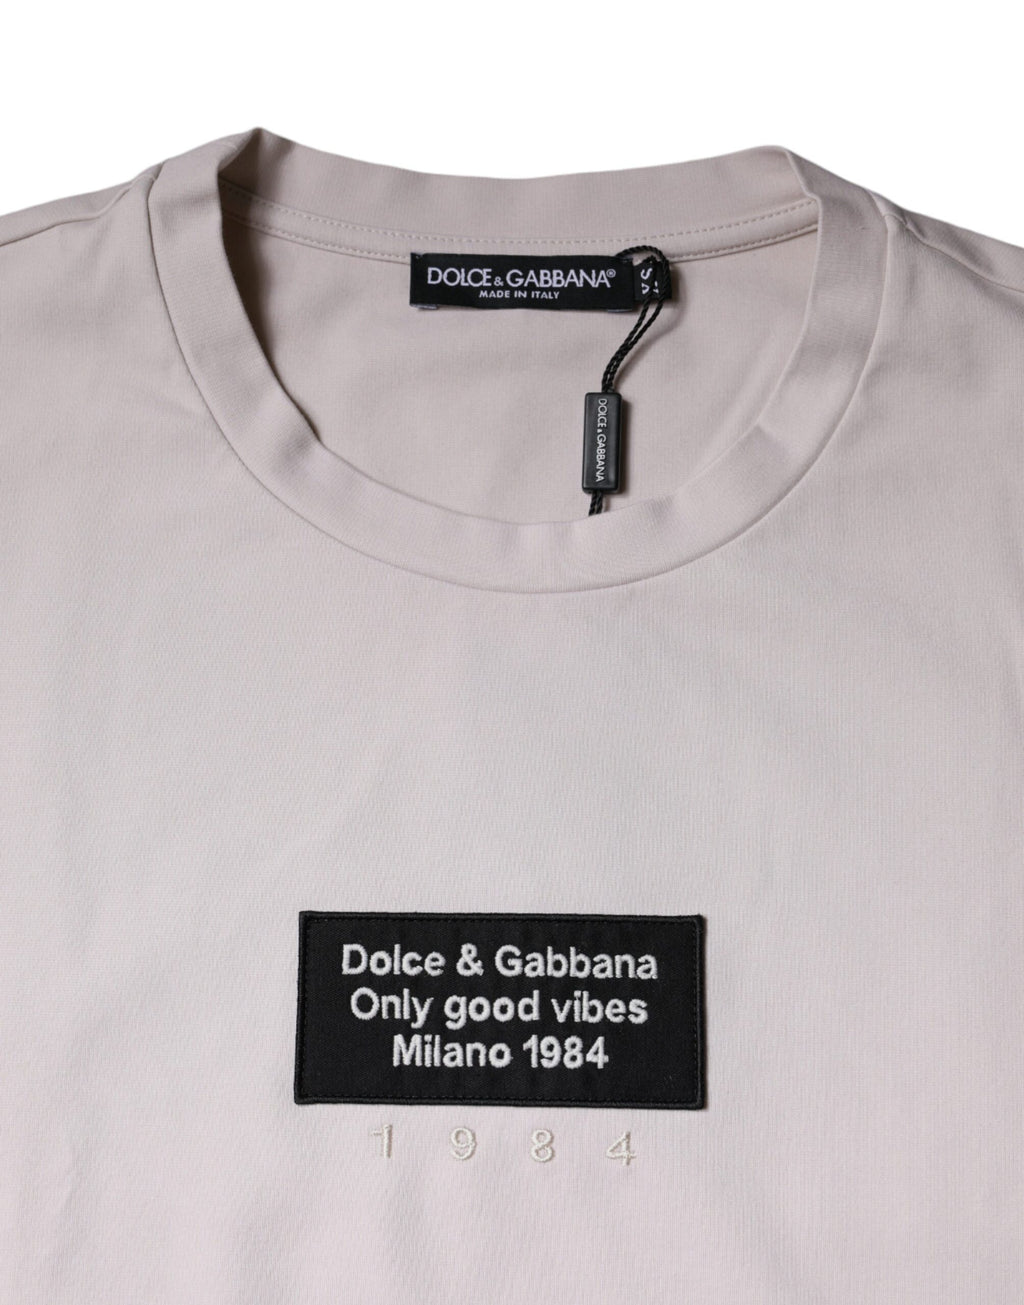 DOLCE & GABBANA®
MADE IN ITALY
DOLCE & GABBANA
Dolce & Gabbana
Only good vibes
Milano 1984
1984